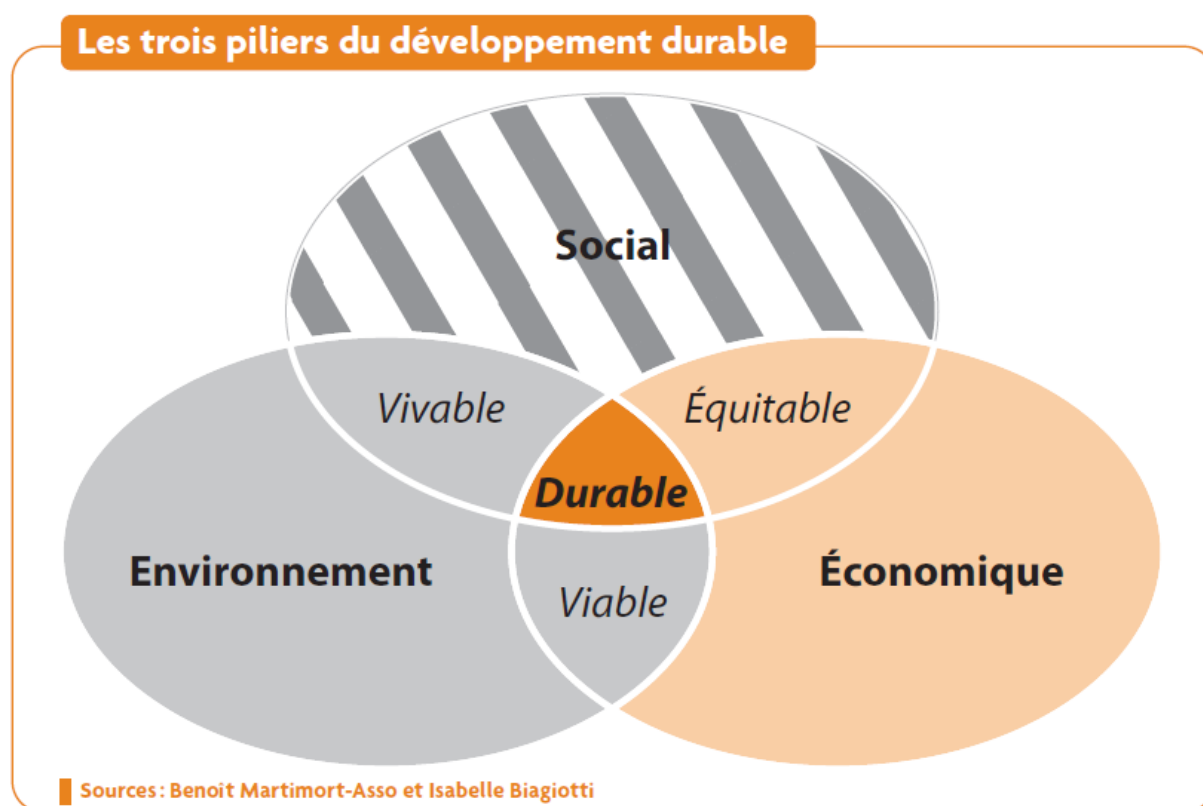 Les trois piliers du développement durable
Social
Vivable
Équitable
Durable
Environnement
Économique
Viable
Sources : Benoît Martimort-Asso et Isabelle Biagiotti